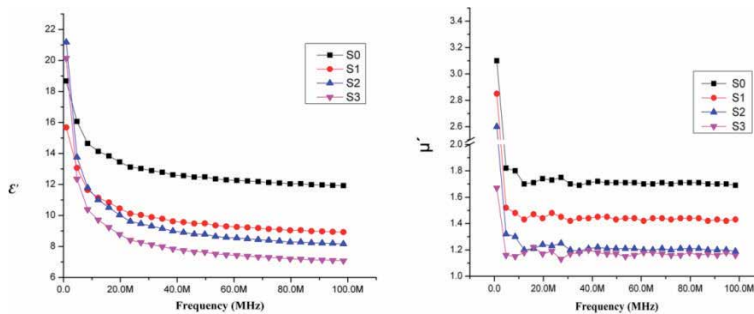 22
20
18
16
14
12
10
8
6
ε'
0.0 20.0M 40.0M 60.0M 80.0M 100.0M
Frequency (MHz)
S0
S1
S2
S3
3.4
3.2
3.0
2.8
2.6
1.8
1.6
1.4
1.2
1.0
μ´
0.0 20.0M 40.0M 60.0M 80.0M 100.0M
Frequency (MHz)
S0
S1
S2
S3